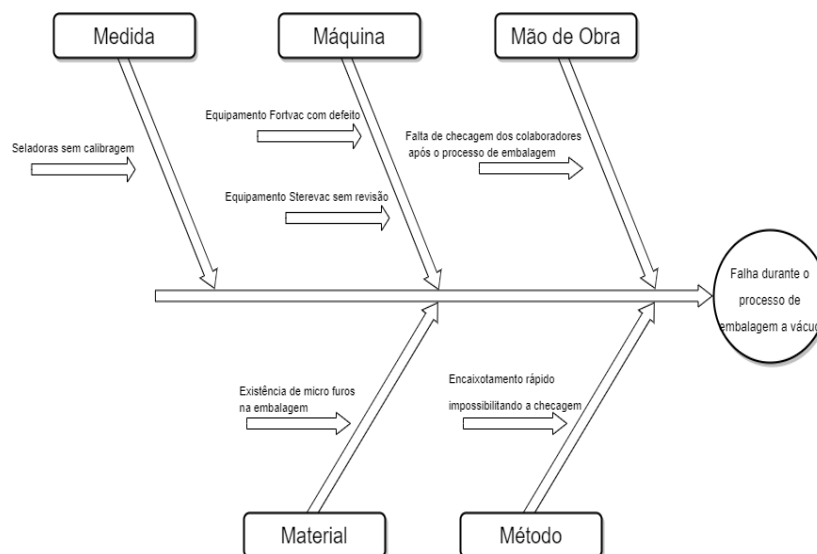 Medida
Máquina
Mão de Obra
Equipamento Fortvac com defeito
Falta de checagem dos colaboradores
após o processo de embalagem
Seladoras sem calibragem
Equipamento Sterevac sem revisão
Falha durante o
processo de
embalagem a vácuo
Existência de micro furos
na embalagem
Encaixotamento rápido
impossibilitando a checagem
Material
Método